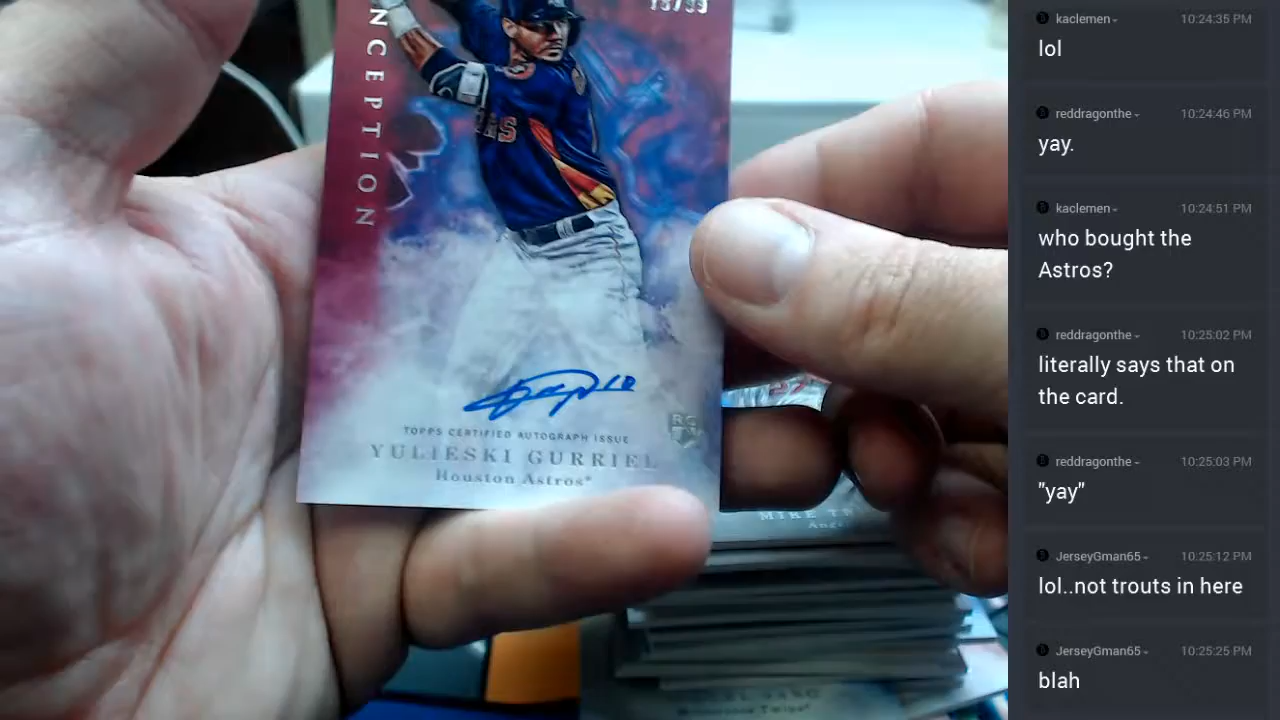 NCEPTION
TOPPS CERTIFIED AUTOGRAPH ISSUE
YULIESKI GURRIEL
Houston Astros*
RC
MIKE
kaclemen
10:24:35 PM
lol
reddragonthe
10:24:46 PM
yay.
kaclemen
10:24:51 PM
who bought the
Astros?
reddragonthe
10:25:02 PM
literally says that on
the card.
reddragonthe
10:25:03 PM
"yay"
JerseyGman65
10:25:12 PM
lol..not trouts in here
JerseyGman65
10:25:25 PM
blah